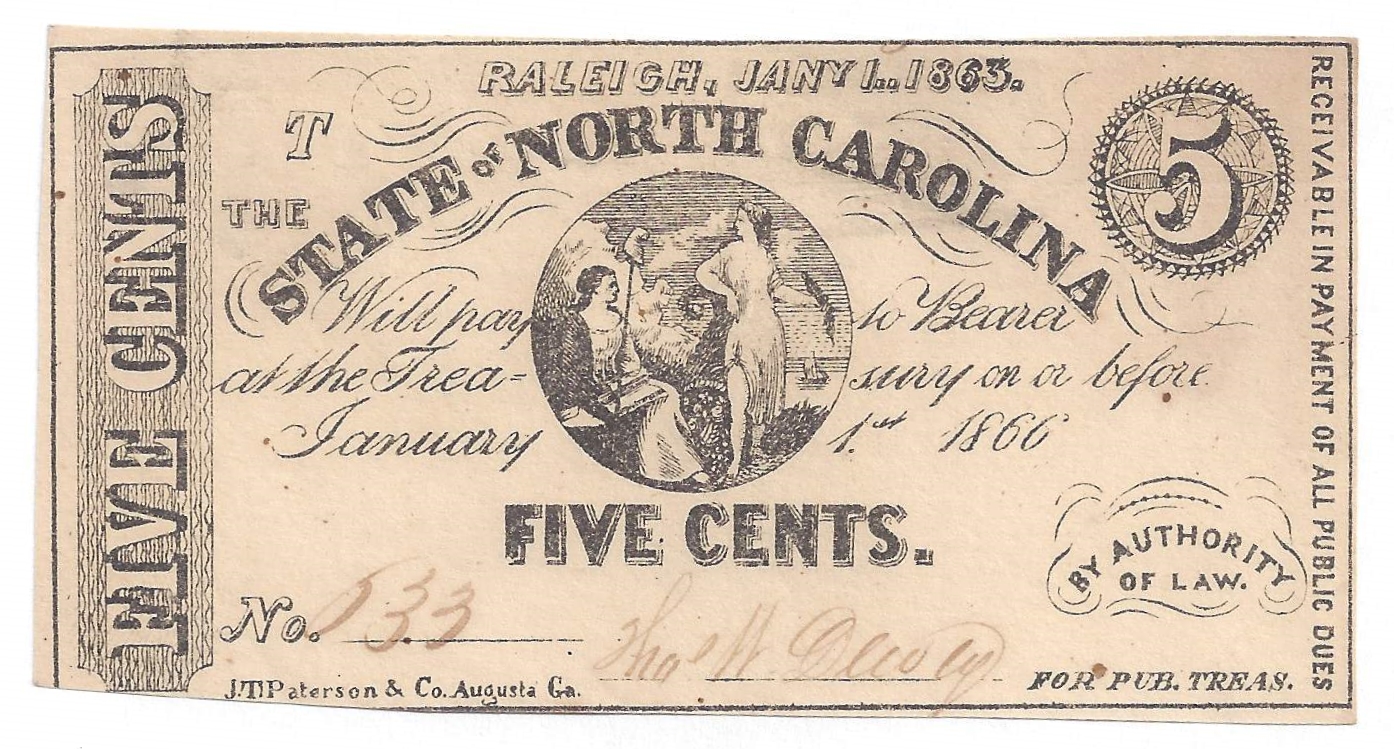 RALEIGH, JANY 1..1863.
T
5
THE
STATE OF NORTH CAROLINA
Will pay to Bearer
at the Trea- sury on or before
January 1st 1866
FIVE CENTS.
BY AUTHORITY
OF LAW.
No. 533
Thos W
FOR PUB. TREAS.
J.T. Paterson & Co. Augusta Ga.
FIVE CENTS
RECEIVABLE IN PAYMENT OF ALL PUBLIC DUES